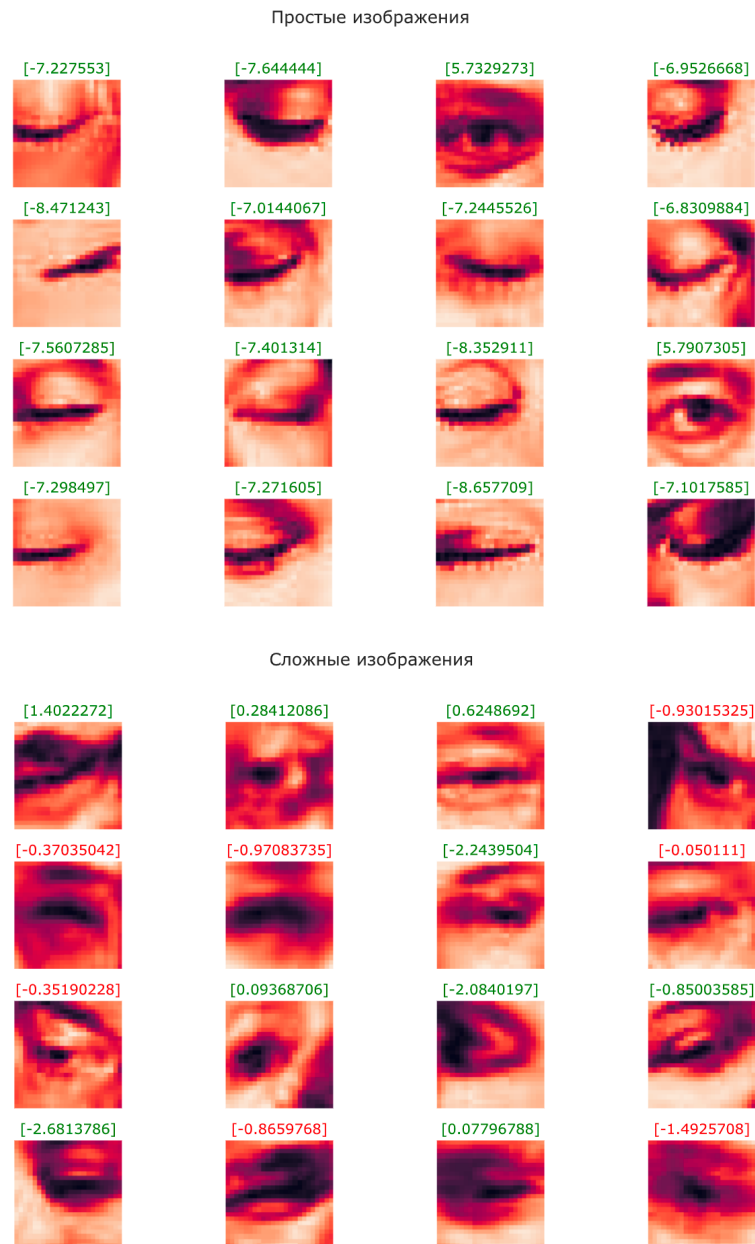 Простые изображения
[-7.227553] [-7.644444] [5.7329273] [-6.9526668]
[-8.471243] [-7.0144067] [-7.2445526] [-6.8309884]
[-7.5607285] [-7.401314] [-8.352911] [5.7907305]
[-7.298497] [-7.271605] [-8.657709] [-7.1017585]
Сложные изображения
[1.4022272] [0.28412086] [0.6248692] [-0.93015325]
[-0.37035042] [-0.97083735] [-2.2439504] [-0.050111]
[-0.35190228] [0.09368706] [-2.0840197] [-0.85003585]
[-2.6813786] [-0.8659768] [0.07796788] [-1.4925708]